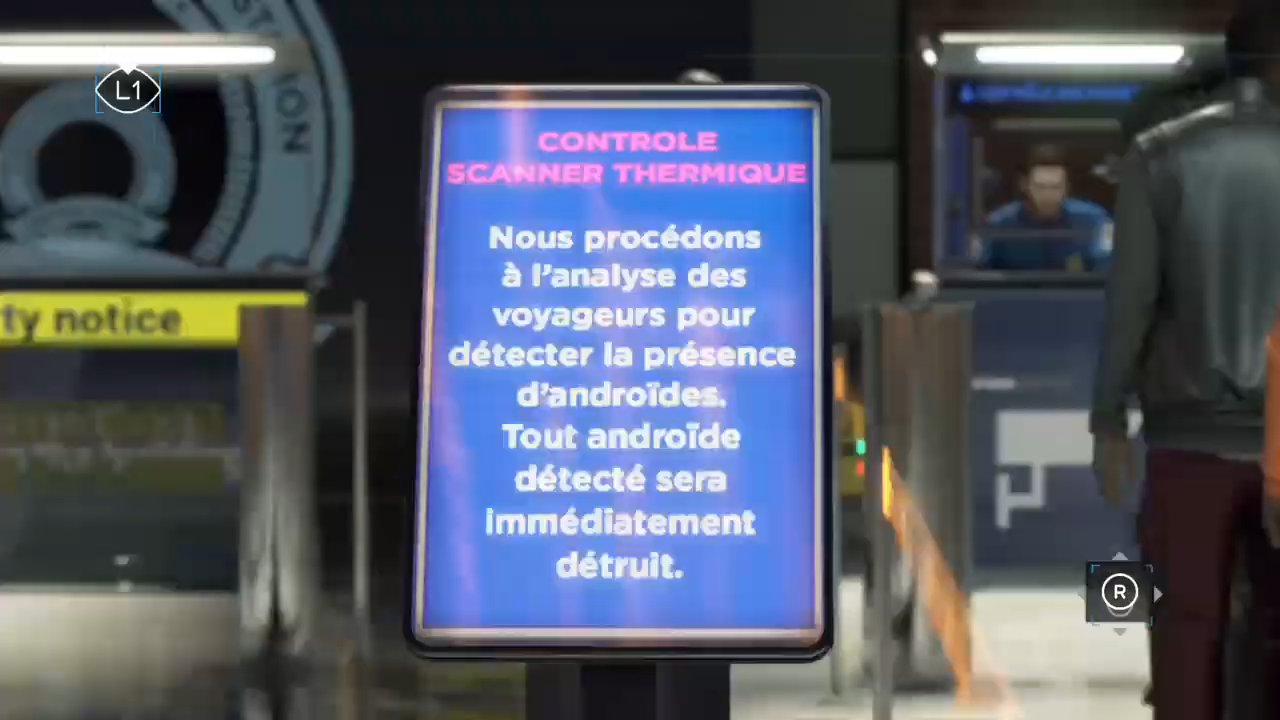 STATION
L1
CONTROLE
SCANNER THERMIQUE
Nous procédons
à l'analyse des
voyageurs pour
détecter la présence
d'androïdes.
Tout androïde
détecté sera
immédiatement
détruit.
ty notice
R